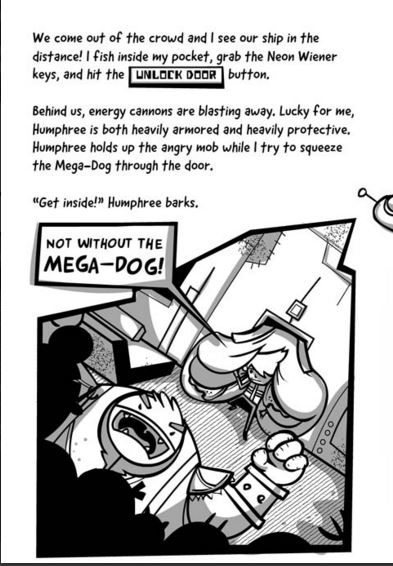 We come out of the crowd and I see our ship in the
distance! I fish inside my pocket, grab the Neon Wiener
keys, and hit the UNLOCK DOOR button.
Behind us, energy cannons are blasting away. Lucky for me,
Humphree is both heavily armored and heavily protective.
Humphree holds up the angry mob while I try to squeeze
the Mega-Dog through the door.
“Get inside!” Humphree barks.
NOT WITHOUT THE
MEGA-DOG!